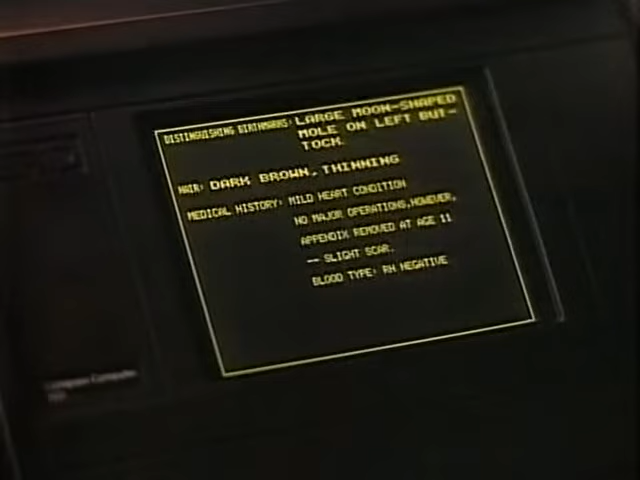 DISTINGUISHING BIRTHMARKS: LARGE MOON-SHAPED
MOLE ON LEFT BUT-
TOCK.
HAIR: DARK BROWN, THINNING
MEDICAL HISTORY: MILD HEART CONDITION
NO MAJOR OPERATIONS, HOWEVER,
APPENDIX REMOVED AT AGE 11
-- SLIGHT SCAR.
BLOOD TYPE: RH NEGATIVE
Computer